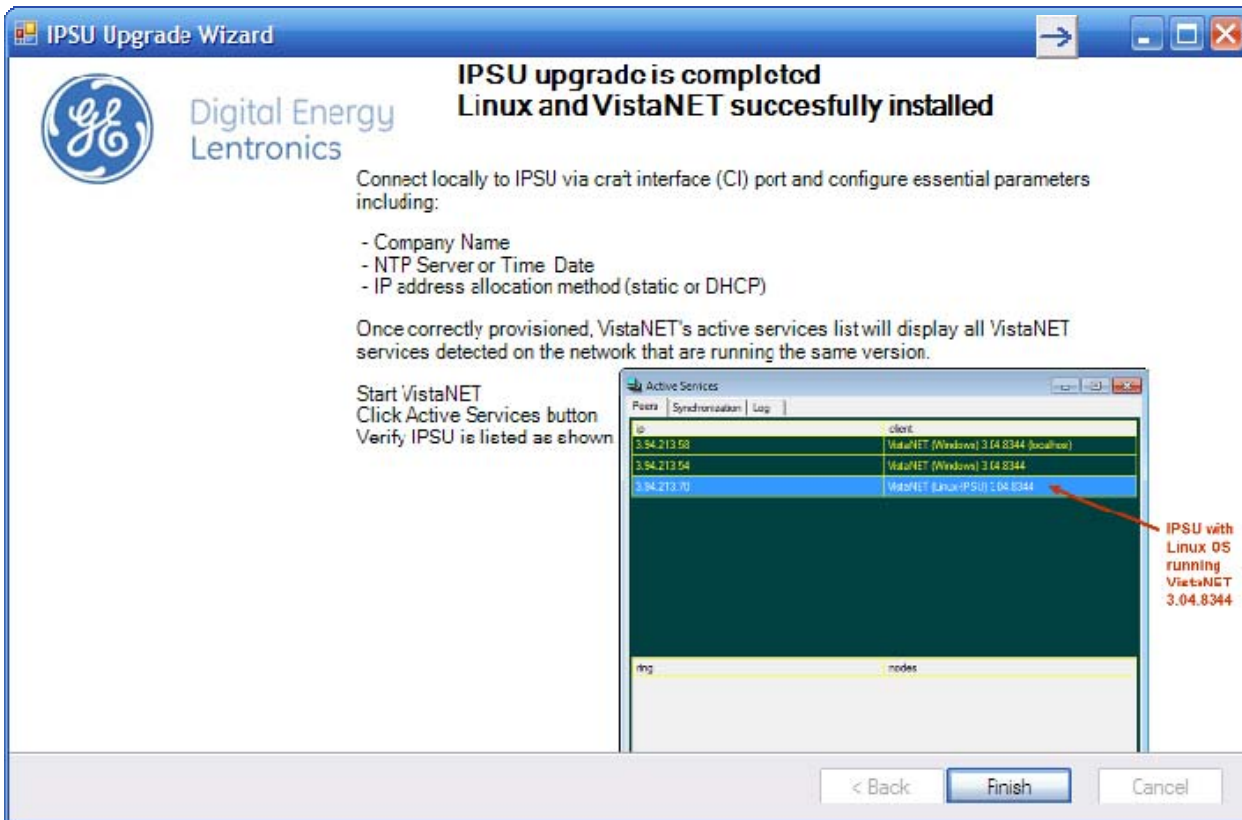 IPSU Upgrade Wizard
GE
Digital Energy
Lentronics
IPSU upgrade is completed
Linux and VistaNET succesfully installed
Connect locally to IPSU via craft interface (CI) port and configure essential parameters
including:
- Company Name
- NTP Server or Time Date
- IP address allocation method (static or DHCP)
Once correctly provisioned, VistaNET's active services list will display all VistaNET
services detected on the network that are running the same version.
Start VistaNET
Click Active Services button
Verify IPSU is listed as shown
Active Services
Peers Synchronization Log
ip client
3.94.213.58 VistaNET (Windows) 3.04.8344 (localhost)
3.94.213.54 VistaNET (Windows) 3.04.8344
3.94.213.70 VistaNET (Linux-IPSU) 3.04.8344
IPSU with
Linux OS
running
VistaNET
3.04.8344
ring nodes
< Back Finish Cancel